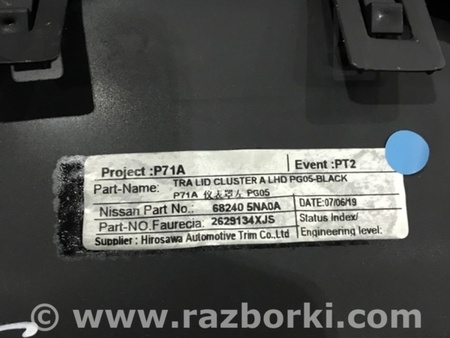 Project :P71A Event :PT2
Part-Name: TRA LID CLUSTER A LHD PG05-BLACK
P71A 仪表罩左 PG05
Nissan Part No.: 68240 5NA0A DATE:07/06/19
Part-NO.Faurecia: 2629134XJS Status Index/
Supplier : Hirosawa Automotive Trim Co.Ltd Engineering level:
© www.razborki.com